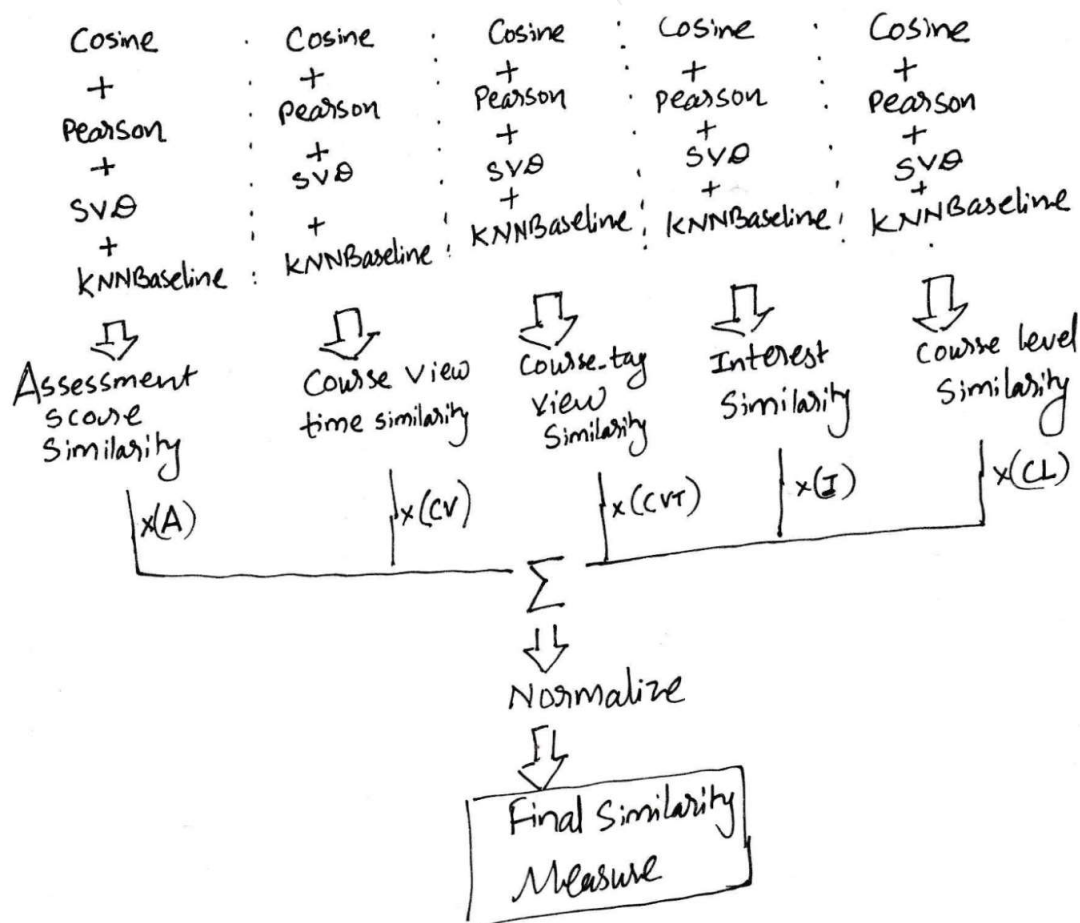 Cosine
+
Pearson
+
SVD
+
KNNBaseline
Assessment
score
Similarity
x(A)
Cosine
+
Pearson
+
SVD
+
KNNBaseline
Course view
time similarity
x(CV)
Cosine
+
Pearson
+
SVD
+
KNNBaseline
Course-tag
view
Similarity
x(CVT)
Cosine
+
Pearson
+
SVD
+
KNNBaseline
Interest
Similarity
x(I)
Cosine
+
Pearson
+
SVD
+
KNNBaseline
Course level
Similarity
x(CL)
Σ
Normalize
Final Similarity
Measure